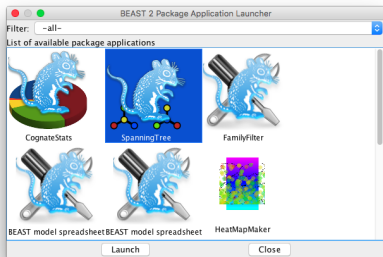 BEAST 2 Package Application Launcher
Filter: -all-
List of available package applications
CognateStats SpanningTree FamilyFilter
BEAST model spreadsheet BEAST model spreadsheet HeatMapMaker
Launch Close